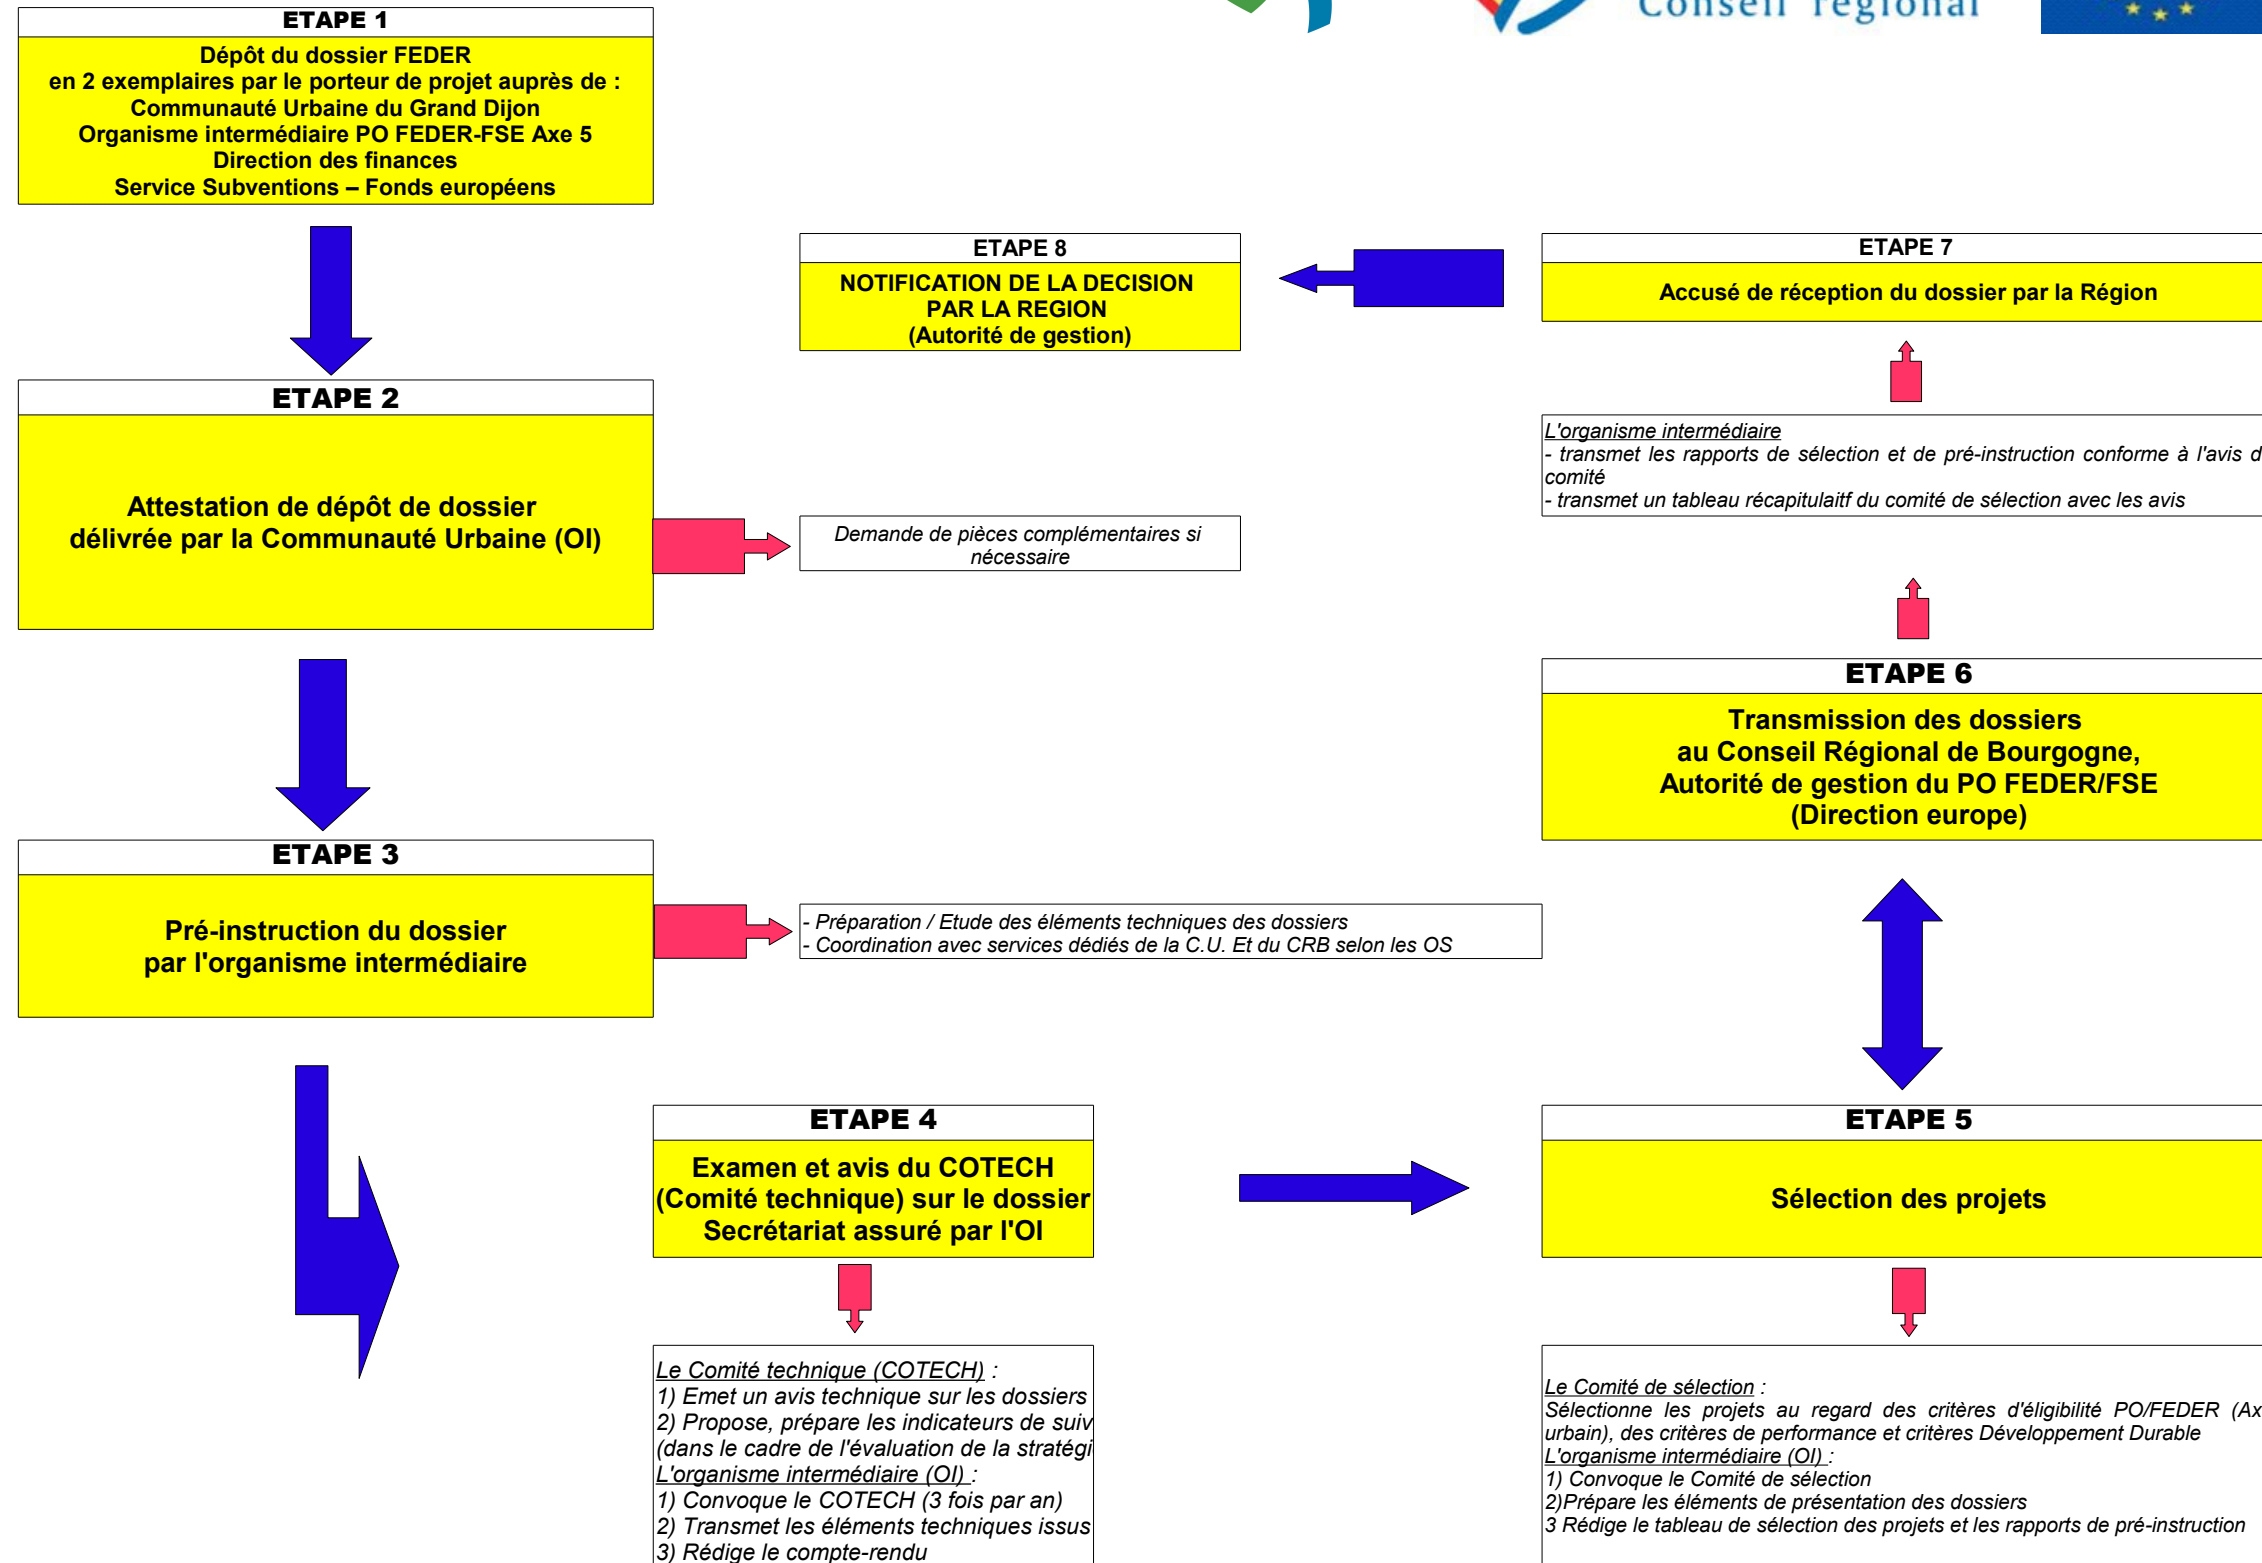 Conseil régional
ETAPE 1
Dépôt du dossier FEDER
en 2 exemplaires par le porteur de projet auprès de :
Communauté Urbaine du Grand Dijon
Organisme intermédiaire PO FEDER-FSE Axe 5
Direction des finances
Service Subventions – Fonds européens
ETAPE 8
NOTIFICATION DE LA DECISION
PAR LA REGION
(Autorité de gestion)
ETAPE 7
Accusé de réception du dossier par la Région
ETAPE 2
Attestation de dépôt de dossier
délivrée par la Communauté Urbaine (OI)
Demande de pièces complémentaires si
nécessaire
L'organisme intermédiaire
- transmet les rapports de sélection et de pré-instruction conforme à l'avis d
comité
- transmet un tableau récapitulaitf du comité de sélection avec les avis
ETAPE 6
Transmission des dossiers
au Conseil Régional de Bourgogne,
Autorité de gestion du PO FEDER/FSE
(Direction europe)
ETAPE 3
Pré-instruction du dossier
par l'organisme intermédiaire
- Préparation / Etude des éléments techniques des dossiers
- Coordination avec services dédiés de la C.U. Et du CRB selon les OS
ETAPE 4
Examen et avis du COTECH
(Comité technique) sur le dossier
Secrétariat assuré par l'OI
ETAPE 5
Sélection des projets
Le Comité technique (COTECH) :
1) Emet un avis technique sur les dossiers
2) Propose, prépare les indicateurs de suiv
(dans le cadre de l'évaluation de la stratégi
L'organisme intermédiaire (OI) :
1) Convoque le COTECH (3 fois par an)
2) Transmet les éléments techniques issus
3) Rédige le compte-rendu
Le Comité de sélection :
Sélectionne les projets au regard des critères d'éligibilité PO/FEDER (Ax
urbain), des critères de performance et critères Développement Durable
L'organisme intermédiaire (OI) :
1) Convoque le Comité de sélection
2)Prépare les éléments de présentation des dossiers
3 Rédige le tableau de sélection des projets et les rapports de pré-instruction